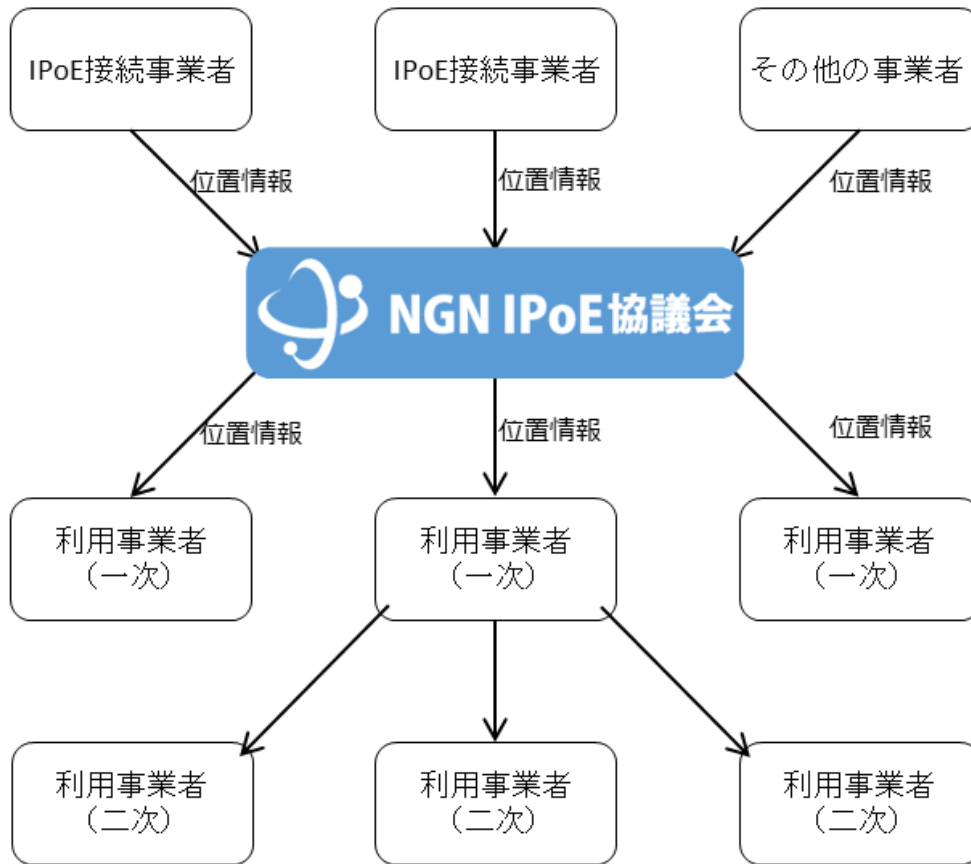 IPoE接続事業者
IPoE接続事業者
その他の事業者
位置情報
位置情報
位置情報
NGN IPoE協議会
位置情報
位置情報
位置情報
利用事業者
（一次）
利用事業者
（一次）
利用事業者
（一次）
利用事業者
（二次）
利用事業者
（二次）
利用事業者
（二次）